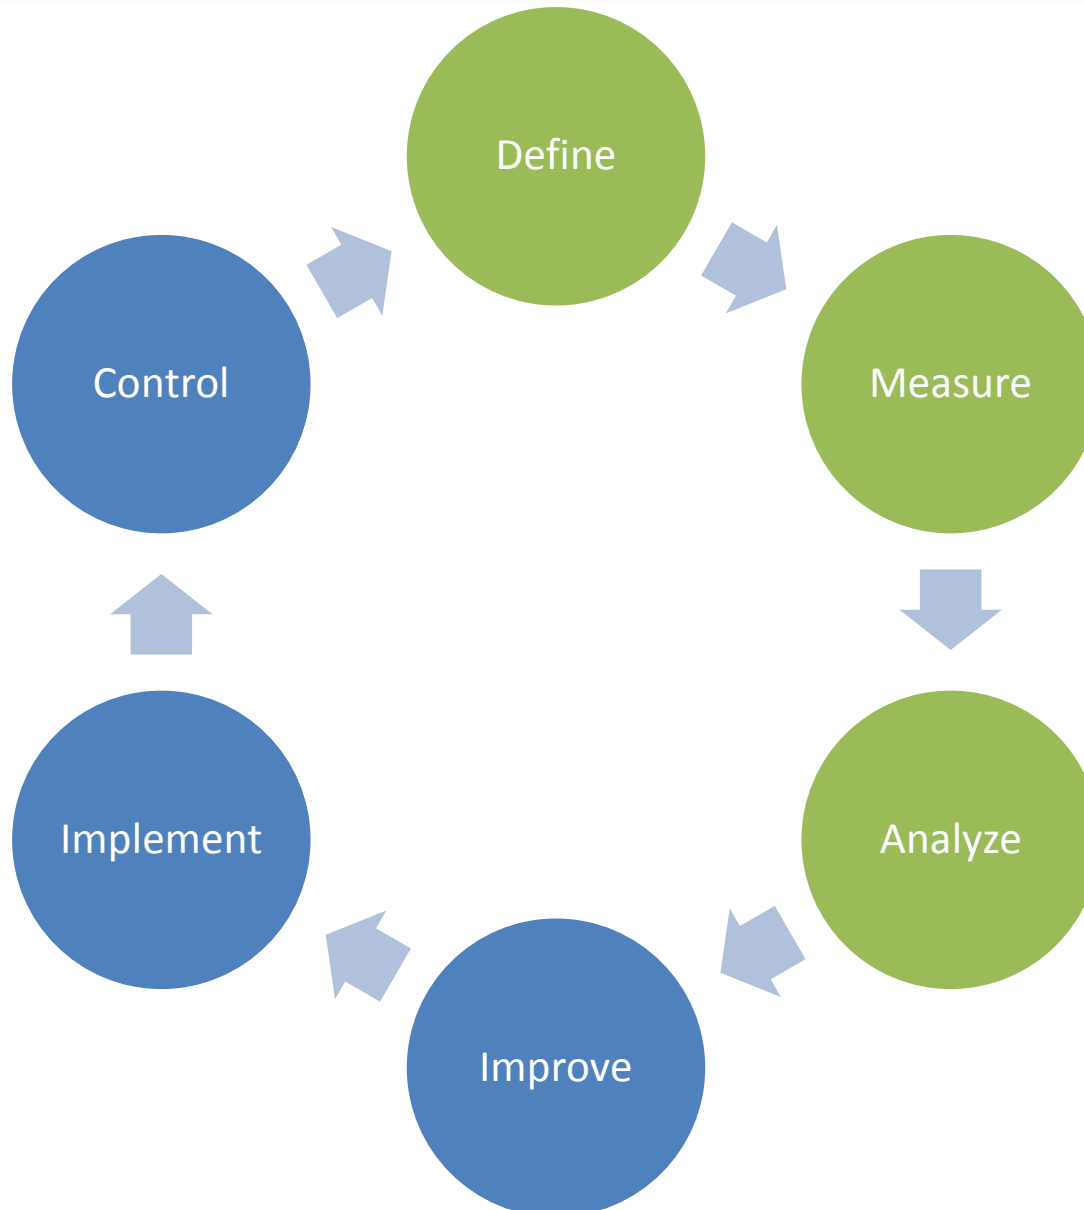 Define
Measure
Analyze
Improve
Implement
Control